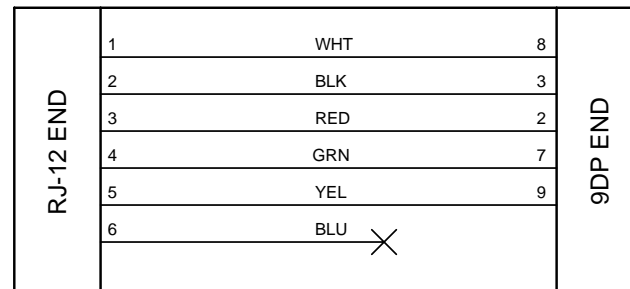 RJ-12 END
1 WHT 8
2 BLK 3
3 RED 2
4 GRN 7
5 YEL 9
6 BLU
9DP END